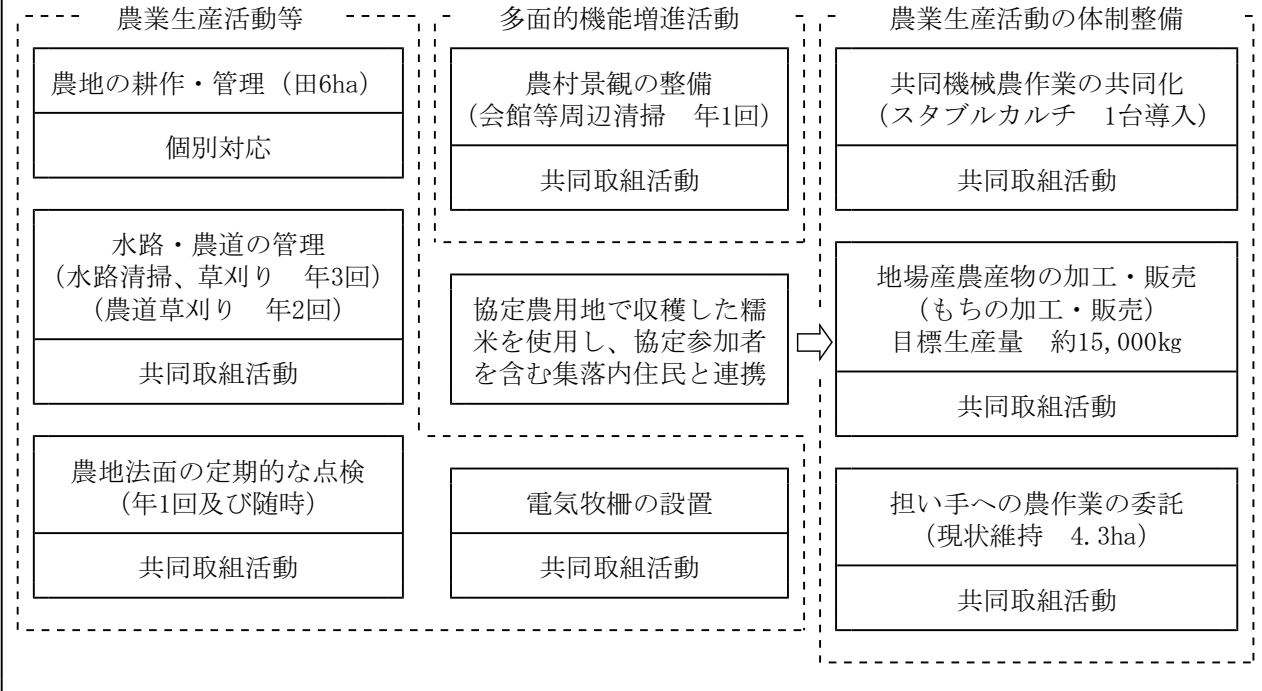 農業生産活動等
農地の耕作・管理（田6ha）
個別対応
水路・農道の管理
（水路清掃、草刈り　年3回）
（農道草刈り　年2回）
共同取組活動
農地法面の定期的な点検
（年1回及び随時）
共同取組活動
多面的機能増進活動
農村景観の整備
（会館等周辺清掃　年1回）
共同取組活動
協定農用地で収穫した糯
米を使用し、協定参加者
を含む集落内住民と連携
電気牧柵の設置
共同取組活動
農業生産活動の体制整備
共同機械農作業の共同化
（スタブルカルチ　1台導入）
共同取組活動
地場産農産物の加工・販売
（もちの加工・販売）
目標生産量　約15,000kg
共同取組活動
担い手への農作業の委託
（現状維持　4.3ha）
共同取組活動